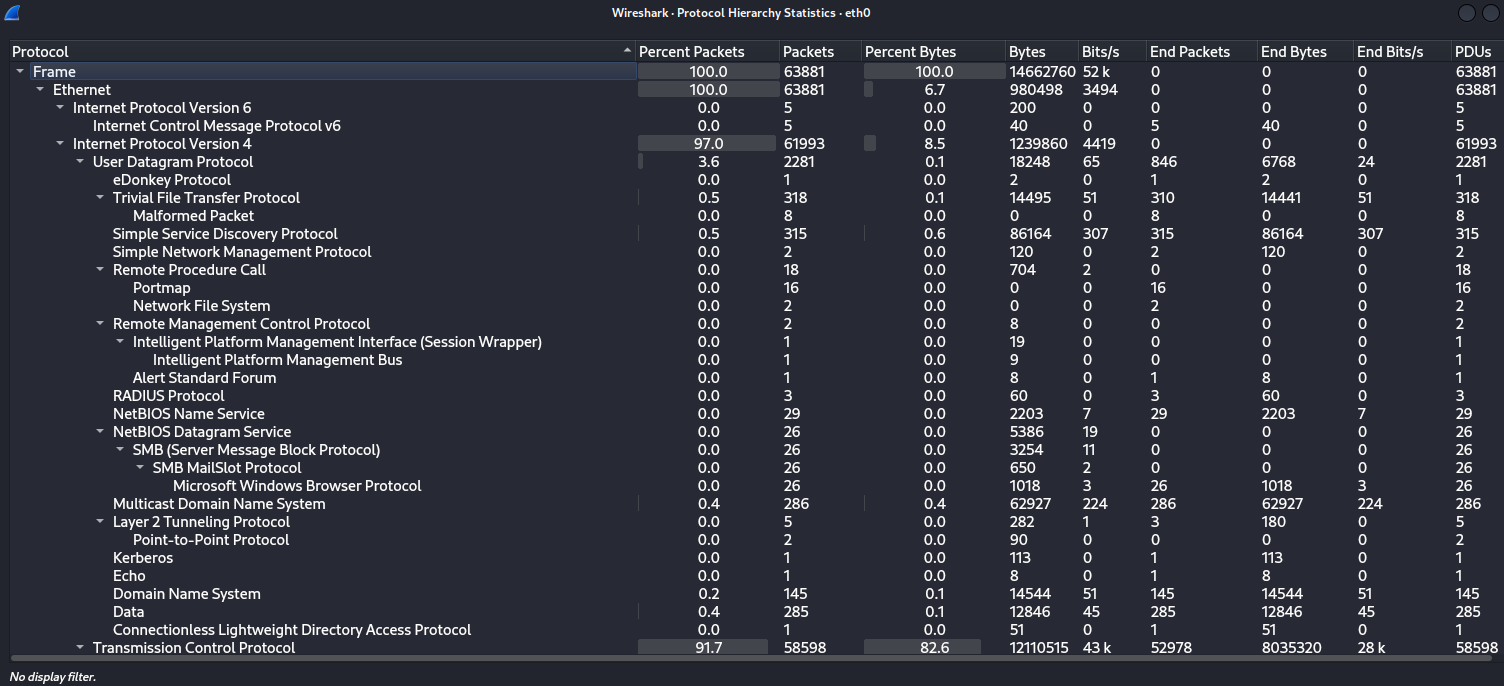 Wireshark · Protocol Hierarchy Statistics · eth0
Protocol Percent Packets Packets Percent Bytes Bytes Bits/s End Packets End Bytes End Bits/s PDUs
Frame 100.0 63881 100.0 14662760 52 k 0 0 0 63881
Ethernet 100.0 63881 6.7 980498 3494 0 0 0 63881
Internet Protocol Version 6 0.0 5 0.0 200 0 0 0 0 5
Internet Control Message Protocol v6 0.0 5 0.0 40 0 5 40 0 5
Internet Protocol Version 4 97.0 61993 8.5 1239860 4419 0 0 0 61993
User Datagram Protocol 3.6 2281 0.1 18248 65 846 6768 24 2281
eDonkey Protocol 0.0 1 0.0 2 0 1 2 0 1
Trivial File Transfer Protocol 0.5 318 0.1 14495 51 310 14441 51 318
Malformed Packet 0.0 8 0.0 0 0 8 0 0 8
Simple Service Discovery Protocol 0.5 315 0.6 86164 307 315 86164 307 315
Simple Network Management Protocol 0.0 2 0.0 120 0 2 120 0 2
Remote Procedure Call 0.0 18 0.0 704 2 0 0 0 18
Portmap 0.0 16 0.0 0 0 16 0 0 16
Network File System 0.0 2 0.0 0 0 2 0 0 2
Remote Management Control Protocol 0.0 2 0.0 8 0 0 0 0 2
Intelligent Platform Management Interface (Session Wrapper) 0.0 1 0.0 19 0 0 0 0 1
Intelligent Platform Management Bus 0.0 1 0.0 9 0 0 0 0 1
Alert Standard Forum 0.0 1 0.0 8 0 1 8 0 1
RADIUS Protocol 0.0 3 0.0 60 0 3 60 0 3
NetBIOS Name Service 0.0 29 0.0 2203 7 29 2203 7 29
NetBIOS Datagram Service 0.0 26 0.0 5386 19 0 0 0 26
SMB (Server Message Block Protocol) 0.0 26 0.0 3254 11 0 0 0 26
SMB MailSlot Protocol 0.0 26 0.0 650 2 0 0 0 26
Microsoft Windows Browser Protocol 0.0 26 0.0 1018 3 26 1018 3 26
Multicast Domain Name System 0.4 286 0.4 62927 224 286 62927 224 286
Layer 2 Tunneling Protocol 0.0 5 0.0 282 1 3 180 0 5
Point-to-Point Protocol 0.0 2 0.0 90 0 0 0 0 2
Kerberos 0.0 1 0.0 113 0 1 113 0 1
Echo 0.0 1 0.0 8 0 1 8 0 1
Domain Name System 0.2 145 0.1 14544 51 145 14544 51 145
Data 0.4 285 0.1 12846 45 285 12846 45 285
Connectionless Lightweight Directory Access Protocol 0.0 1 0.0 51 0 1 51 0 1
Transmission Control Protocol 91.7 58598 82.6 12110515 43 k 52978 8035320 28 k 58598
No display filter.